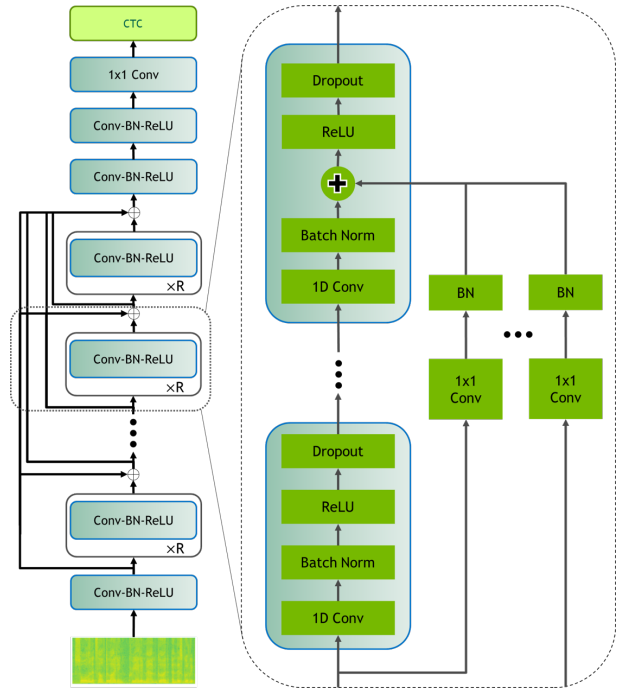 CTC
1x1 Conv
Conv-BN-ReLU
Conv-BN-ReLU
Conv-BN-ReLU
×R
Conv-BN-ReLU
×R
Conv-BN-ReLU
×R
Conv-BN-ReLU
Dropout
ReLU
Batch Norm
1D Conv
Dropout
ReLU
Batch Norm
1D Conv
BN
1x1
Conv
BN
1x1
Conv